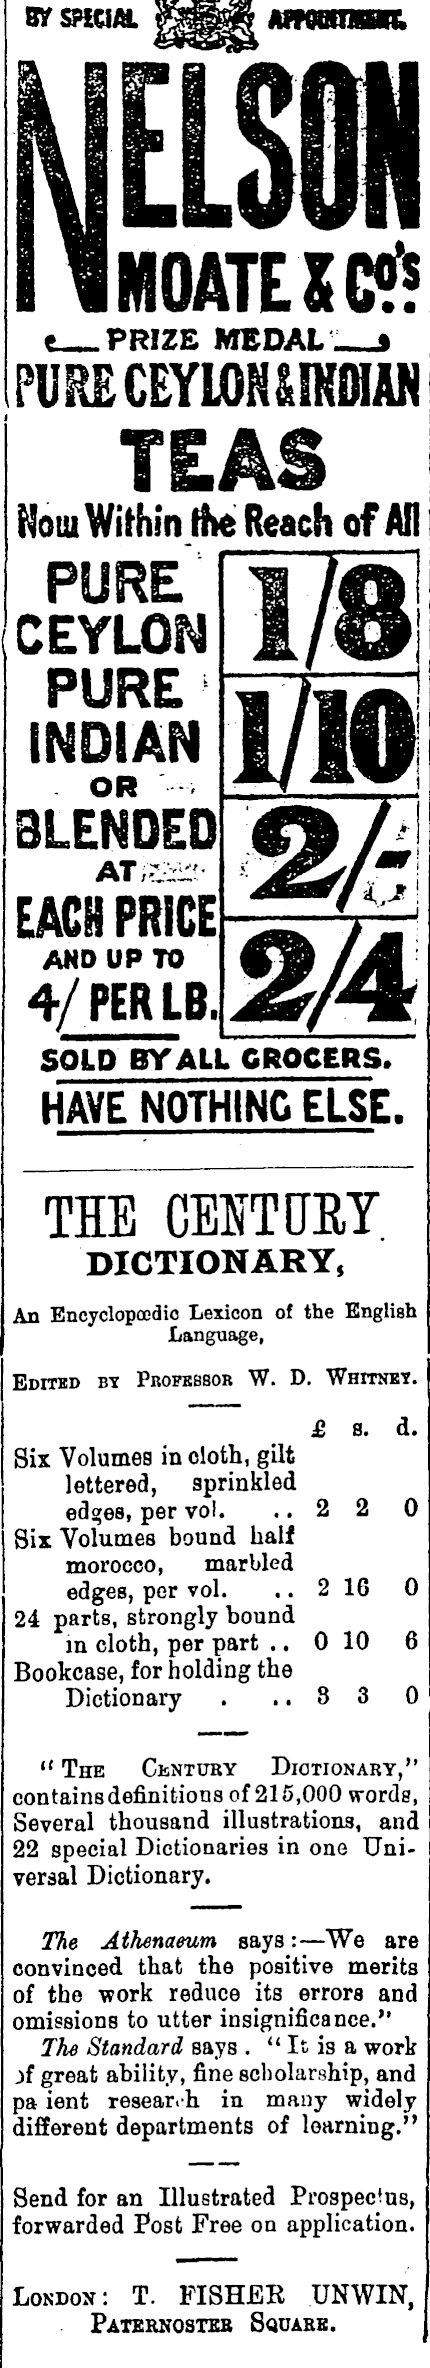 BY SPECIAL APPOINTMENT.
NELSON
MOATE & Co's
PRIZE MEDAL
PURE CEYLON & INDIAN
TEAS
Now Within the Reach of All
PURE
CEYLON
PURE
INDIAN
OR
BLENDED
AT
EACH PRICE
AND UP TO
4/ PER LB.
1/8
1/10
2/-
2/4
SOLD BY ALL GROCERS.
HAVE NOTHING ELSE.
THE CENTURY
DICTIONARY,
An Encyclopœdic Lexicon of the English
Language,
EDITED BY PROFESSOR W. D. WHITNEY.
£ s. d.
Six Volumes in cloth, gilt
lettered, sprinkled
edges, per vol. .. 2 2 0
Six Volumes bound half
morocco, marbled
edges, per vol. .. 2 16 0
24 parts, strongly bound
in cloth, per part .. 0 10 6
Bookcase, for holding the
Dictionary . .. 3 3 0
"THE CENTURY DICTIONARY,"
contains definitions of 215,000 words,
Several thousand illustrations, and
22 special Dictionaries in one Uni-
versal Dictionary.
The Athenaeum says:—We are
convinced that the positive merits
of the work reduce its errors and
omissions to utter insignificance."
The Standard says . "It is a work
of great ability, fine scholarship, and
pa ient research in many widely
different departments of learning."
Send for an Illustrated Prospectus,
forwarded Post Free on application.
LONDON: T. FISHER UNWIN,
PATERNOSTER SQUARE.